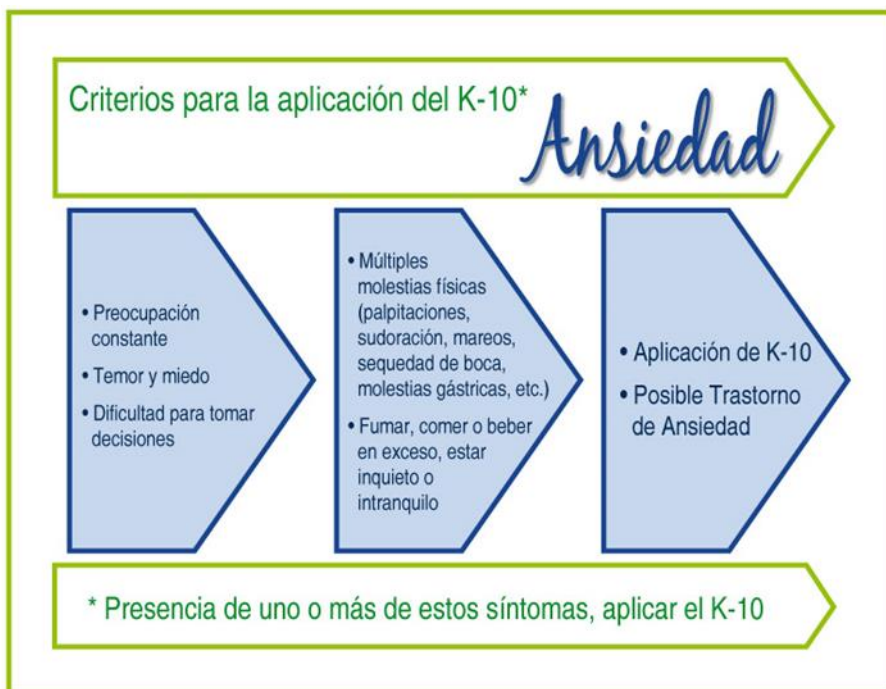 Criterios para la aplicación del K-10*
Ansiedad
• Preocupación
constante
• Temor y miedo
• Dificultad para tomar
decisiones
• Múltiples
molestias físicas
(palpitaciones,
sudoración, mareos,
sequedad de boca,
molestias gástricas, etc.)
• Fumar, comer o beber
en exceso, estar
inquieto o
intranquilo
• Aplicación de K-10
• Posible Trastorno
de Ansiedad
* Presencia de uno o más de estos síntomas, aplicar el K-10